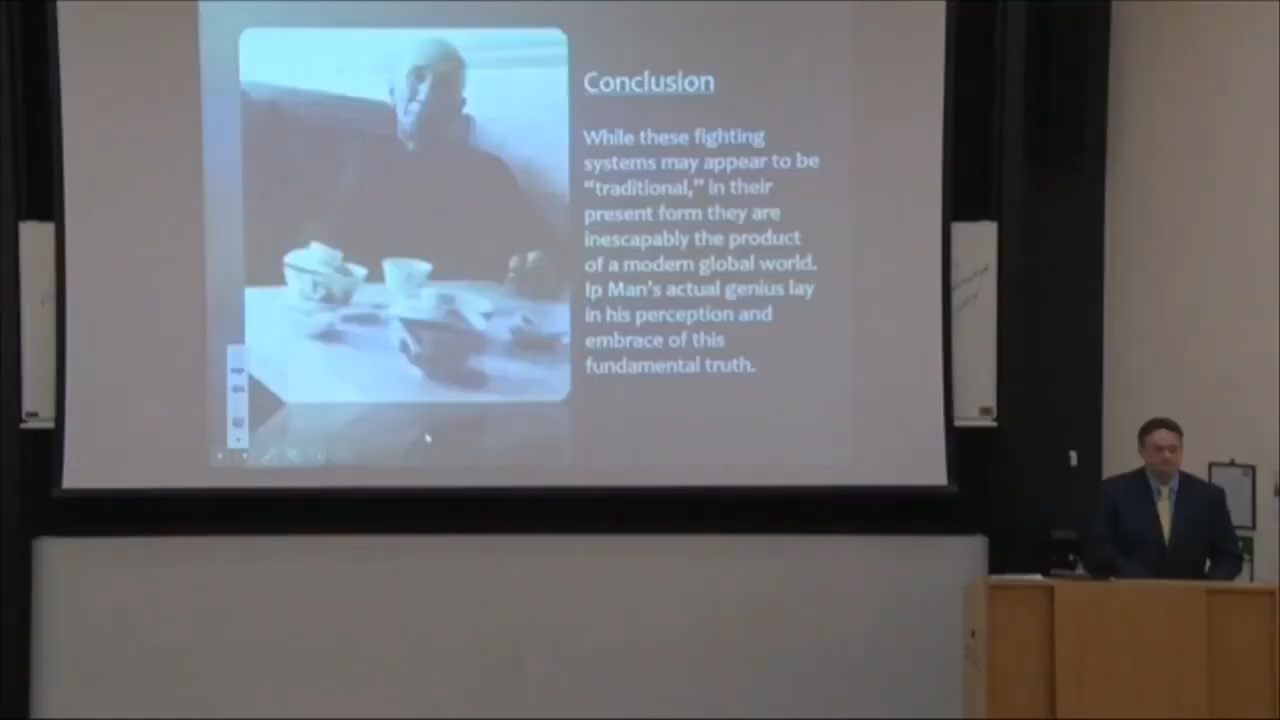 Conclusion
While these fighting
systems may appear to be
“traditional,” in their
present form they are
inescapably the product
of a modern global world.
Ip Man's actual genius lay
in his perception and
embrace of this
fundamental truth.